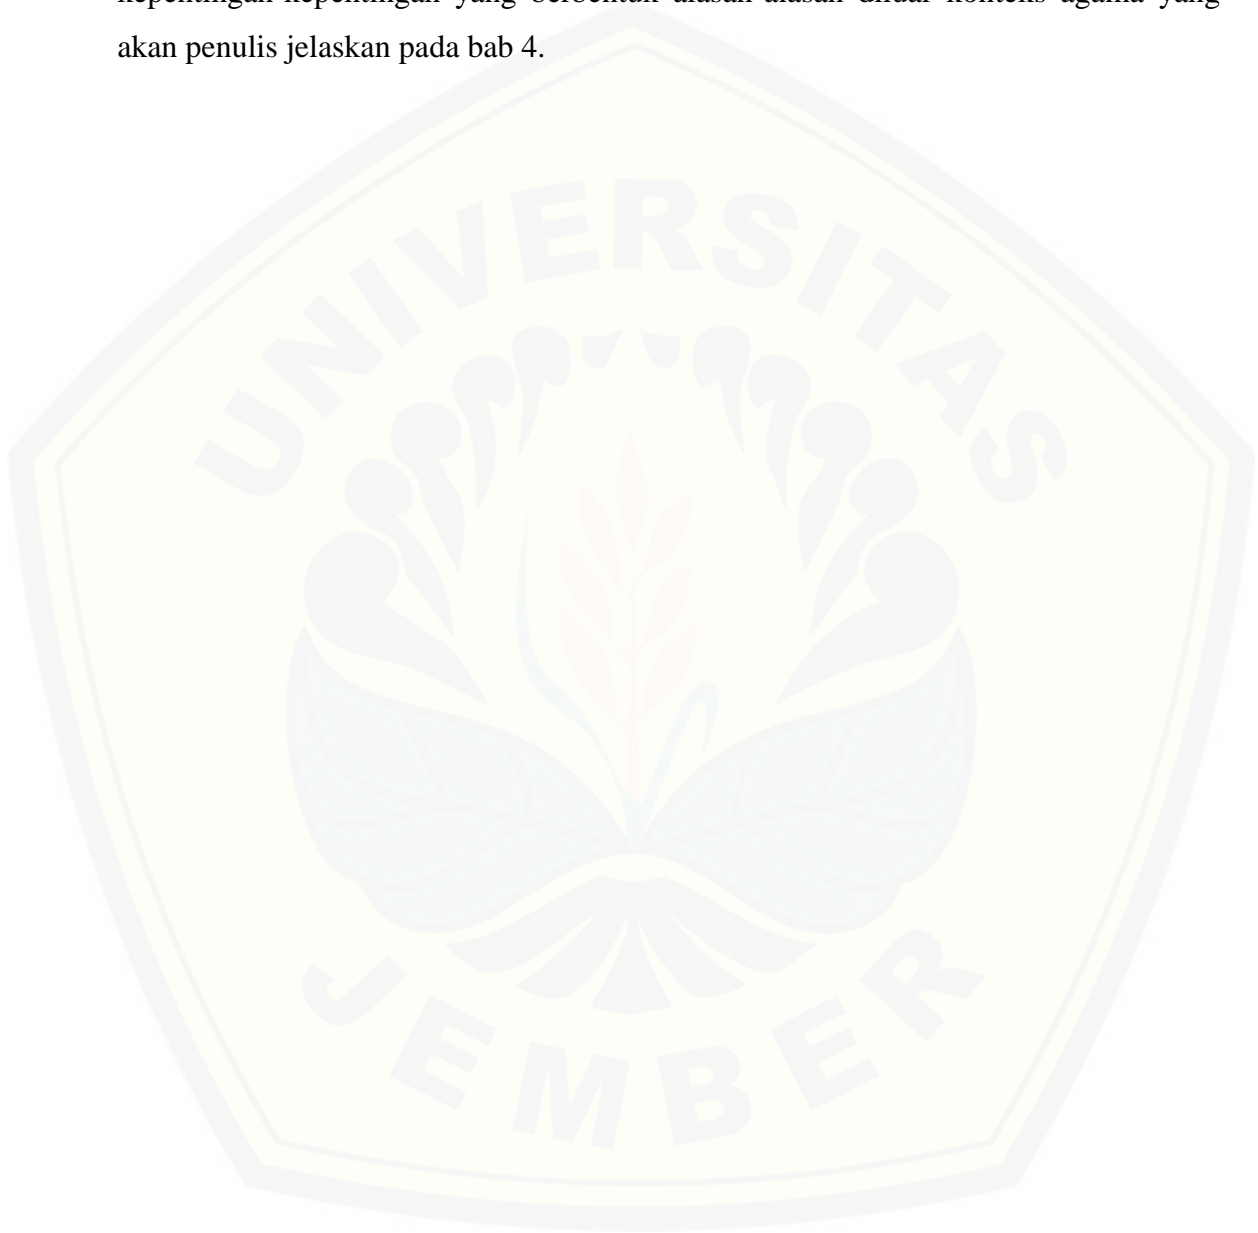 kepentingan-kepentingan yang berbentuk alasan-alasan diluar konteks agama yang
akan penulis jelaskan pada bab 4.
UNIVERSITAS
JEMBER